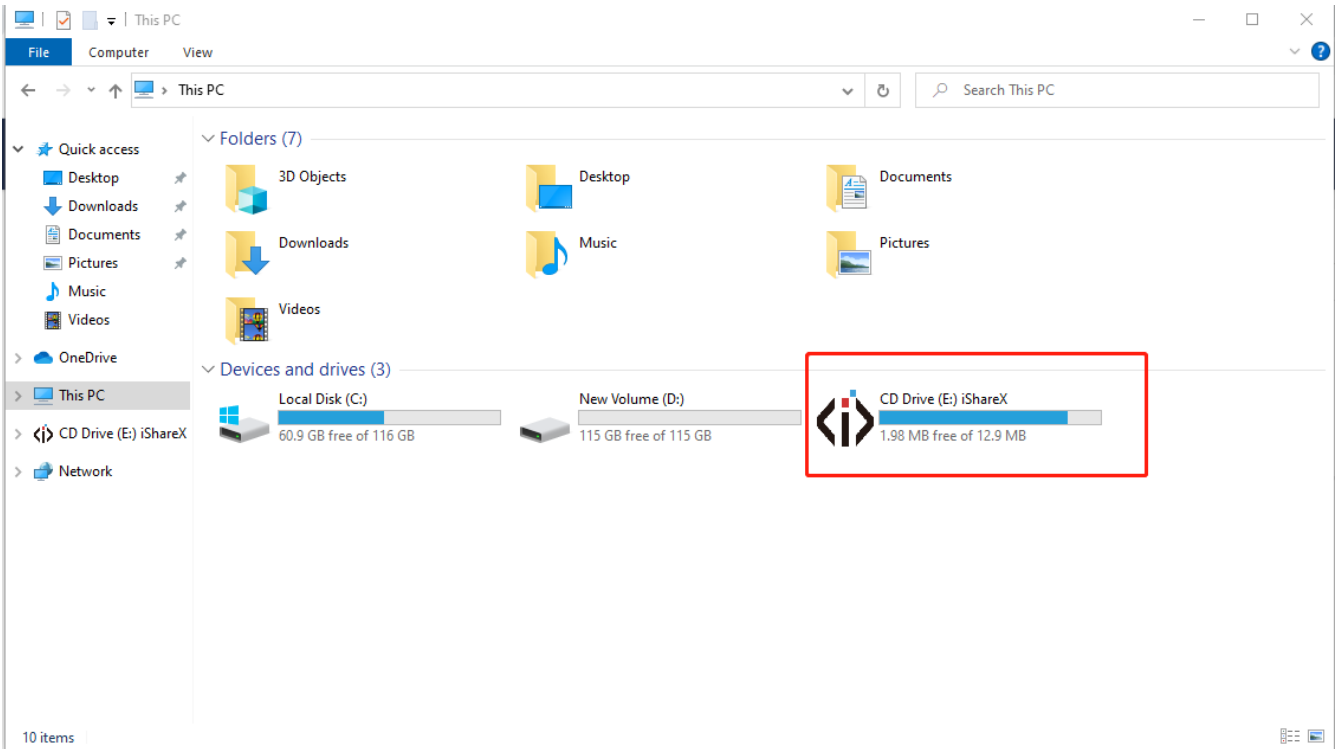 This PC
File Computer View
This PC
Search This PC
Quick access
Desktop
Downloads
Documents
Pictures
Music
Videos
OneDrive
This PC
CD Drive (E:) iShareX
Network
Folders (7)
3D Objects Desktop Documents
Downloads Music Pictures
Videos
Devices and drives (3)
Local Disk (C:) New Volume (D:) CD Drive (E:) iShareX
60.9 GB free of 116 GB 115 GB free of 115 GB 1.98 MB free of 12.9 MB
10 items